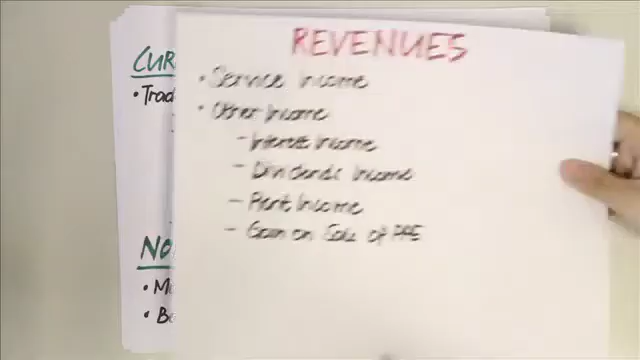 REVENUES
• Service Income
• Other Income
- Interest Income
- Dividends Income
- Rent Income
- Gain on Sale of PPE
CUR
• Trad
NO
• M
• B